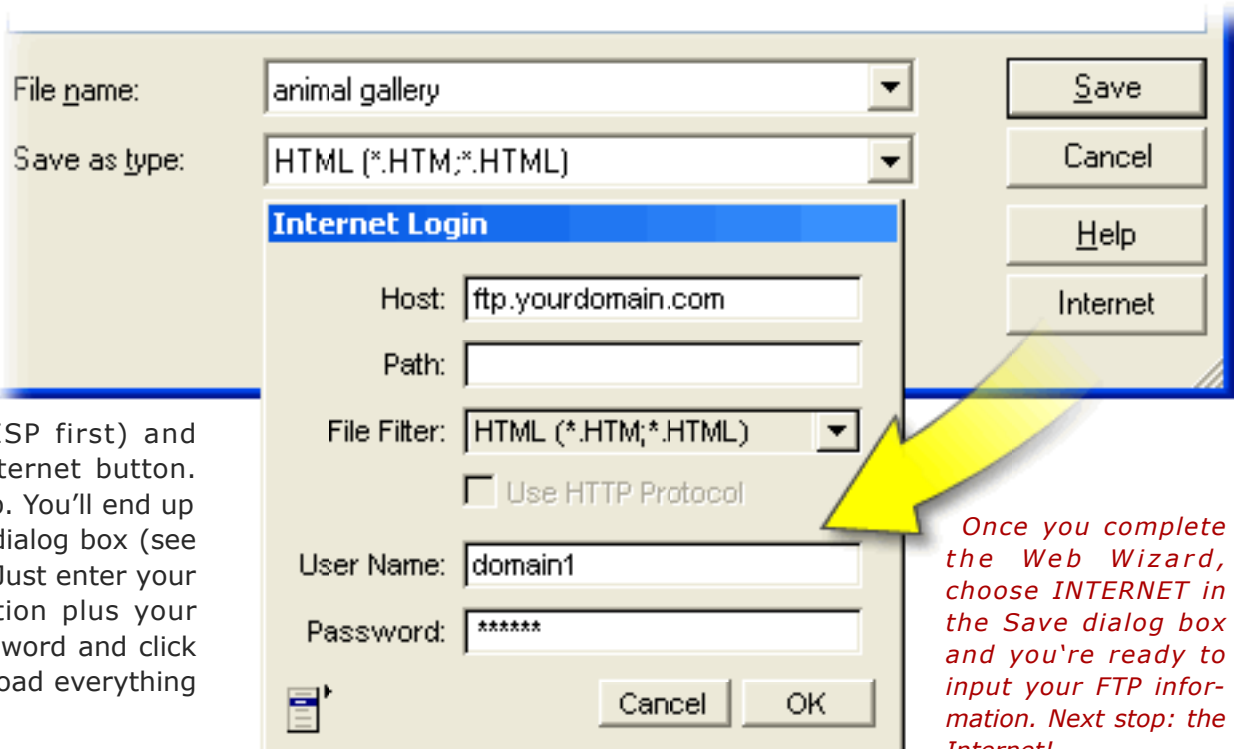 File name:
animal gallery
Save
Save as type:
HTML (*.HTM;*.HTML)
Cancel
Help
Internet
Internet Login
Host:
ftp.yourdomain.com
Path:
File Filter:
HTML (*.HTM;*.HTML)
Use HTTP Protocol
User Name:
domain1
Password:
******
Cancel
OK
SP first) and
ternet button.
. You’ll end up
dialog box (see
Just enter your
tion plus your
word and click
oad everything
Once you complete
the Web Wizard,
choose INTERNET in
the Save dialog box
and you‘re ready to
input your FTP infor-
mation. Next stop: the
Internet!